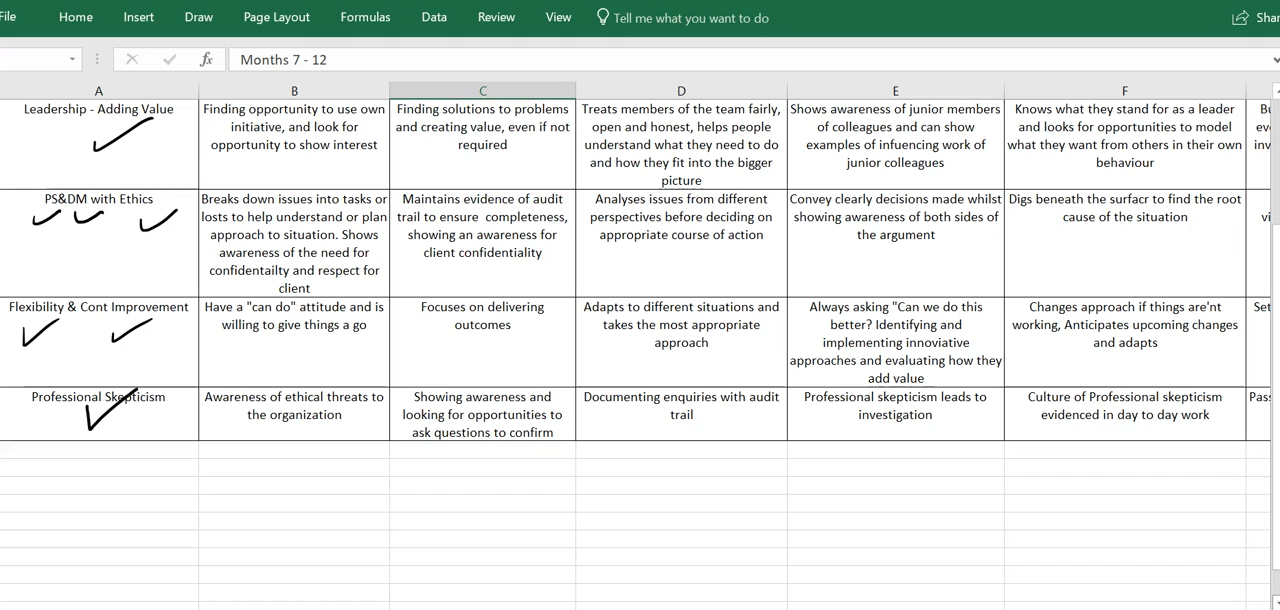 File Home Insert Draw Page Layout Formulas Data Review View Tell me what you want to do
fx Months 7 - 12
A B C D E F
Leadership - Adding Value
Finding opportunity to use own
initiative, and look for
opportunity to show interest
Finding solutions to problems
and creating value, even if not
required
Treats members of the team fairly,
open and honest, helps people
understand what they need to do
and how they fit into the bigger
picture
Shows awareness of junior members
of colleagues and can show
examples of infuencing work of
junior colleagues
Knows what they stand for as a leader
and looks for opportunities to model
what they want from others in their own
behaviour
PS&DM with Ethics
Breaks down issues into tasks or
losts to help understand or plan
approach to situation. Shows
awareness of the need for
confidentailty and respect for
client
Maintains evidence of audit
trail to ensure completeness,
showing an awareness for
client confidentiality
Analyses issues from different
perspectives before deciding on
appropriate course of action
Convey clearly decisions made whilst
showing awareness of both sides of
the argument
Digs beneath the surfacr to find the root
cause of the situation
Flexibility & Cont Improvement
Have a "can do" attitude and is
willing to give things a go
Focuses on delivering
outcomes
Adapts to different situations and
takes the most appropriate
approach
Always asking "Can we do this
better? Identifying and
implementing innoviative
approaches and evaluating how they
add value
Changes approach if things are'nt
working, Anticipates upcoming changes
and adapts
Professional Skepticism
Awareness of ethical threats to
the organization
Showing awareness and
looking for opportunities to
ask questions to confirm
Documenting enquiries with audit
trail
Professional skepticism leads to
investigation
Culture of Professional skepticism
evidenced in day to day work